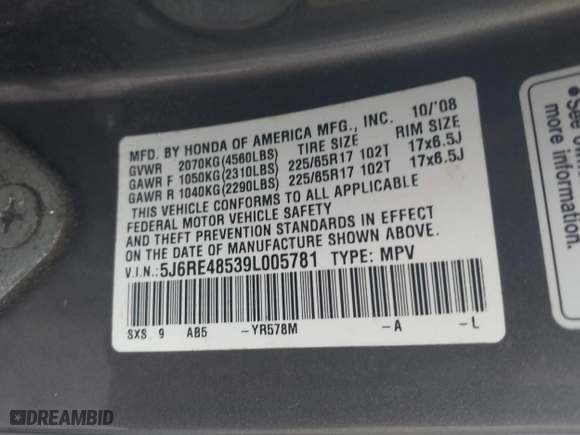 MFD. BY HONDA OF AMERICA MFG., INC. 10/'08
GVWR 2070KG(4560LBS) TIRE SIZE RIM SIZE
GAWR F 1050KG(2310LBS) 225/65R17 102T 17x6.5J
GAWR R 1040KG(2290LBS) 225/65R17 102T 17x6.5J
THIS VEHICLE CONFORMS TO ALL APPLICABLE
FEDERAL MOTOR VEHICLE SAFETY
AND THEFT PREVENTION STANDARDS IN EFFECT
ON THE DATE OF MANUFACTURE SHOWN ABOVE.
V.I.N.:5J6RE48539L005781 TYPE: MPV
SXS 9 AB5 -YR578M -A -L
●See
more information.
DREAMBID